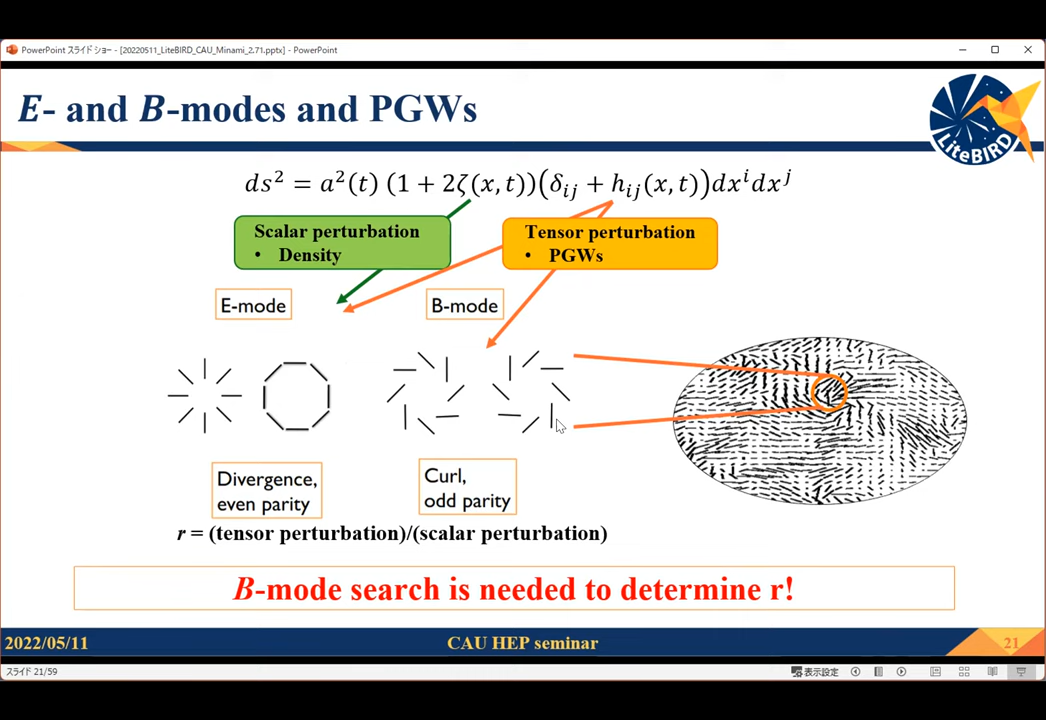 PowerPoint スライド ショー - [20220511_LiteBIRD_CAU_Minami_2.71.pptx] - PowerPoint
E- and B-modes and PGWs
LiteBIRD
ds² = a²(t) (1 + 2ζ(x, t))(δᵢⱼ + hᵢⱼ(x, t))dxⁱdxʲ
Scalar perturbation
• Density
Tensor perturbation
• PGWs
E-mode
B-mode
Divergence,
even parity
Curl,
odd parity
r = (tensor perturbation)/(scalar perturbation)
B-mode search is needed to determine r!
2022/05/11
CAU HEP seminar
21
スライド 21/59
表示設定